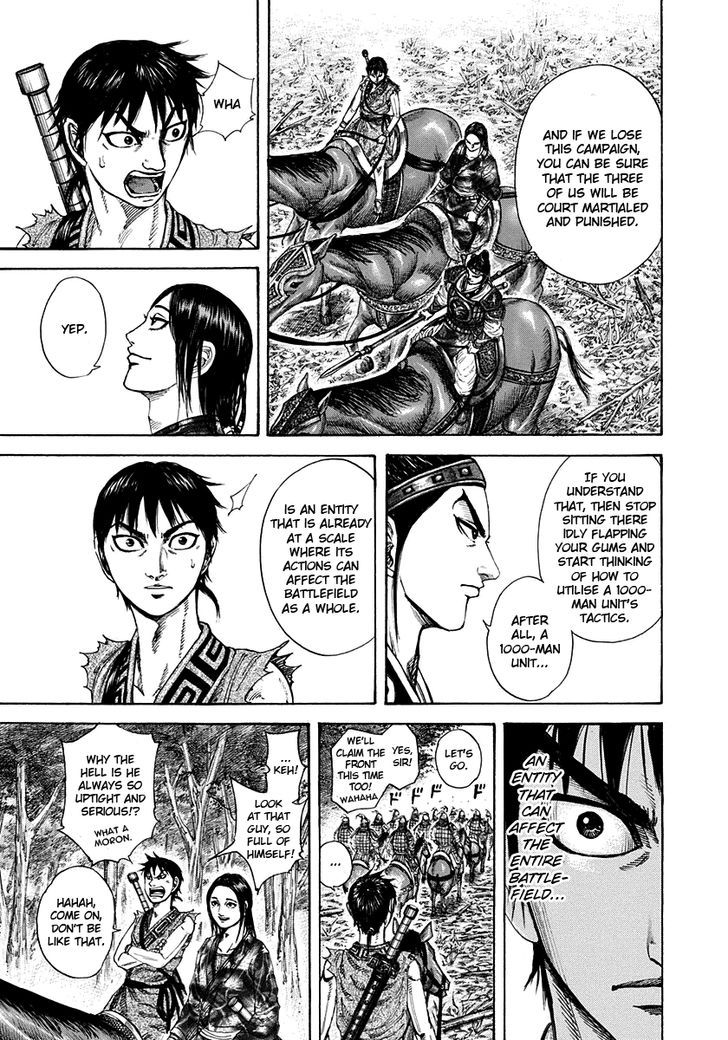 AND IF WE LOSE
THIS CAMPAIGN,
YOU CAN BE SURE
THAT THE THREE
OF US WILL BE
COURT MARTIALED
AND PUNISHED.
WHA
YEP.
IF YOU
UNDERSTAND
THAT, THEN STOP
SITTING THERE
IDLY FLAPPING
YOUR GUMS AND
START THINKING
OF HOW TO
UTILISE A 1000-
MAN UNIT'S
TACTICS.
AFTER
ALL, A
1000-MAN
UNIT...
IS AN ENTITY
THAT IS ALREADY
AT A SCALE
WHERE ITS
ACTIONS CAN
AFFECT THE
BATTLEFIELD
AS A WHOLE.
AN
ENTITY
THAT
CAN
AFFECT
THE
ENTIRE
BATTLE-
FIELD...
LET'S
GO.
YES,
SIR!
WE'LL
CLAIM THE
FRONT
THIS TIME
TOO!
WAHAHA
ドドドド
...
...
KEH!
LOOK AT
THAT
GUY, SO
FULL OF
HIMSELF!
WHY THE
HELL IS HE
ALWAYS SO
UPTIGHT AND
SERIOUS!?
WHAT A
MORON.
HAHAH,
COME ON,
DON'T BE
LIKE THAT.